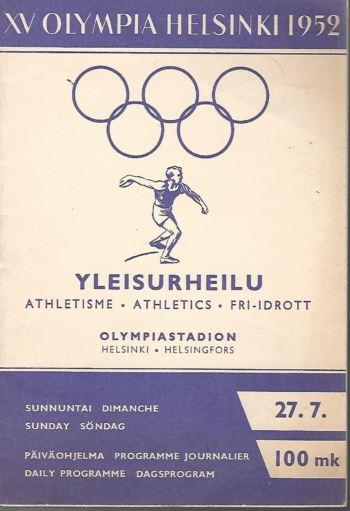 XV OLYMPIA HELSINKI 1952
YLEISURHEILU
ATHLETISME • ATHLETICS • FRI-IDROTT
OLYMPIASTADION
HELSINKI • HELSINGFORS
SUNNUNTAI DIMANCHE
SUNDAY SÖNDAG
27.7.
PÄIVÄOHJELMA PROGRAMME JOURNALIER
DAILY PROGRAMME DAGSPROGRAM
100 mk